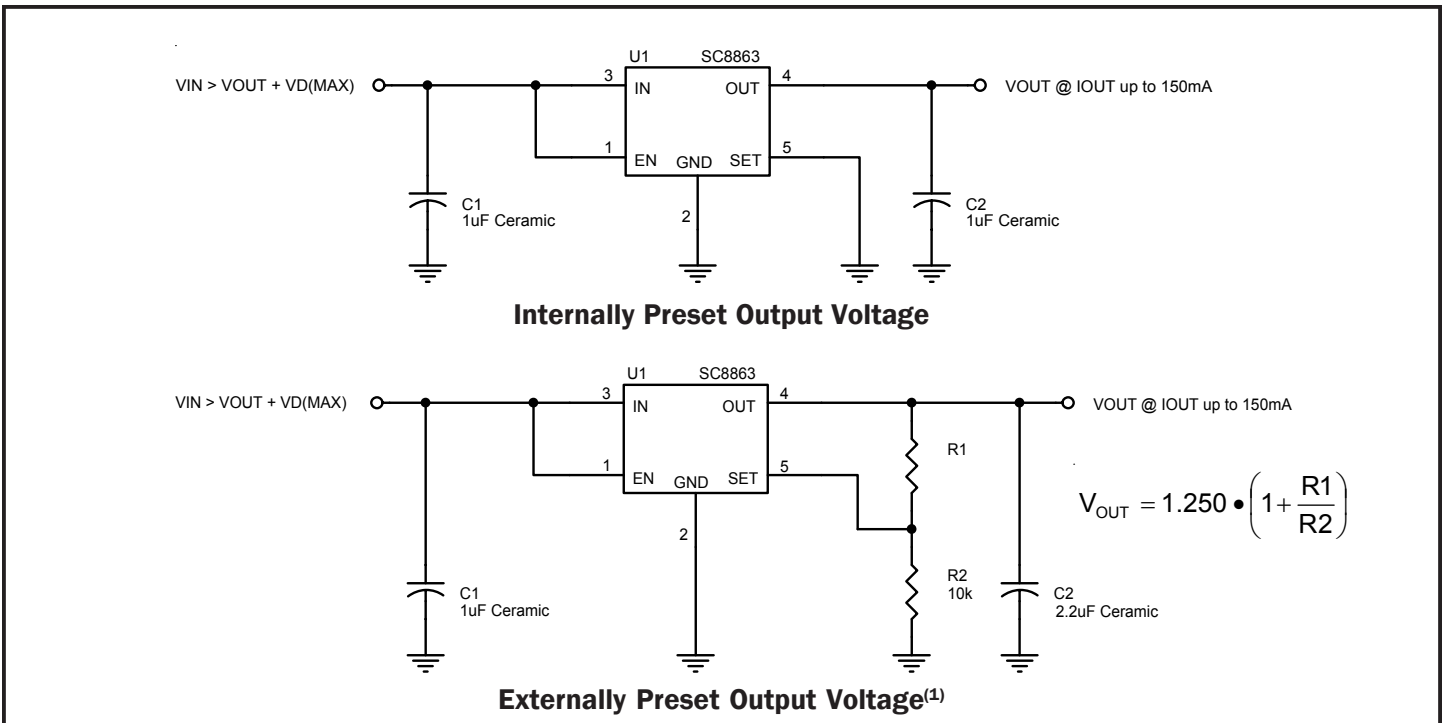 U1 SC8863
VIN > VOUT + VD(MAX) 3 IN OUT 4 VOUT @ IOUT up to 150mA
1 EN GND SET 5
C1
1uF Ceramic
2
C2
1uF Ceramic
Internally Preset Output Voltage
U1 SC8863
VIN > VOUT + VD(MAX) 3 IN OUT 4 VOUT @ IOUT up to 150mA
R1
1 EN GND SET 5
V_OUT = 1.250 • (1 + R1/R2)
2
R2
10k
C1
1uF Ceramic
C2
2.2uF Ceramic
Externally Preset Output Voltage(1)